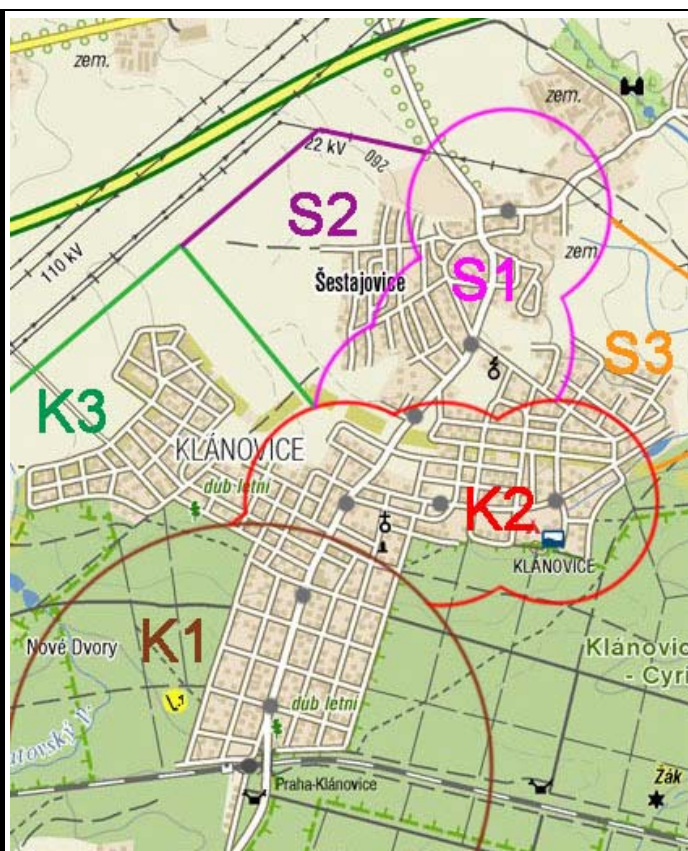 zem.
zem.
22 kV
260
S2
110 kV
Šestajovice
S1
zem.
S3
K3
KLÁNOVICE
dub letní
K2
KLÁNOVICE
K1
Nové Dvory
Klánovic
- Cyri
dub letní
atovský p.
Praha-Klánovice
Žák